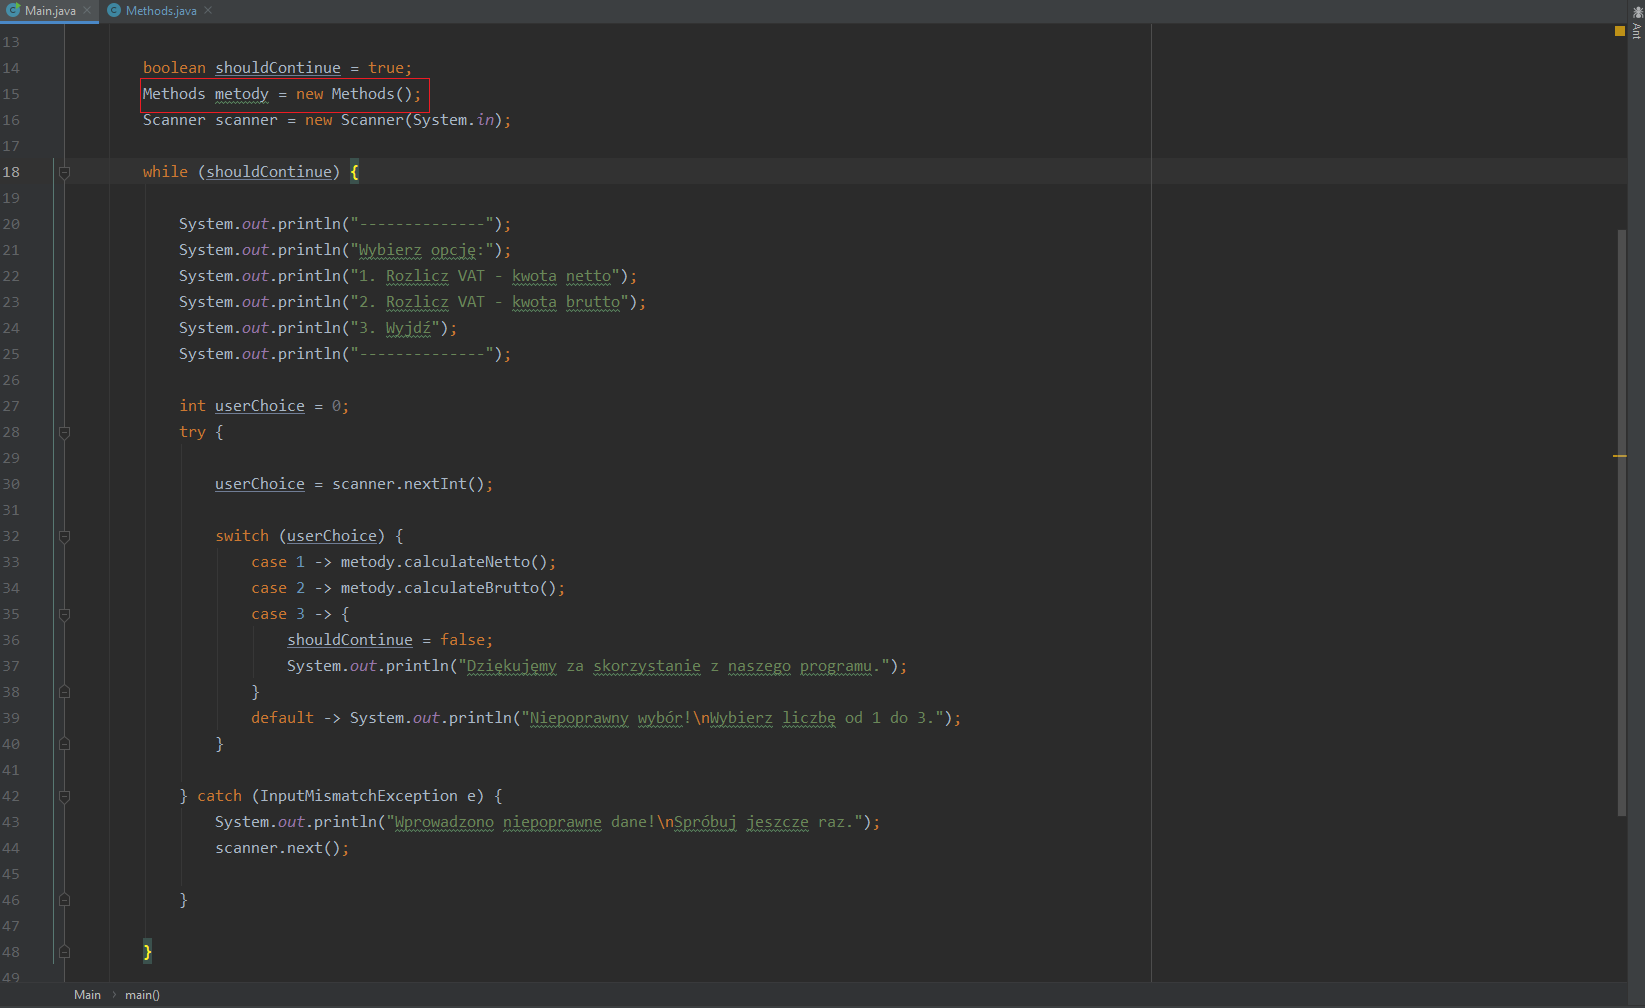 Main.java
Methods.java
Ant
13
14 boolean shouldContinue = true;
15 Methods metody = new Methods();
16 Scanner scanner = new Scanner(System.in);
17
18 while (shouldContinue) {
19
20 System.out.println("--------------");
21 System.out.println("Wybierz opcję:");
22 System.out.println("1. Rozlicz VAT - kwota netto");
23 System.out.println("2. Rozlicz VAT - kwota brutto");
24 System.out.println("3. Wyjdź");
25 System.out.println("--------------");
26
27 int userChoice = 0;
28 try {
29
30 userChoice = scanner.nextInt();
31
32 switch (userChoice) {
33 case 1 -> metody.calculateNetto();
34 case 2 -> metody.calculateBrutto();
35 case 3 -> {
36 shouldContinue = false;
37 System.out.println("Dziękujęmy za skorzystanie z naszego programu.");
38 }
39 default -> System.out.println("Niepoprawny wybór!\nWybierz liczbę od 1 do 3.");
40 }
41
42 } catch (InputMismatchException e) {
43 System.out.println("Wprowadzono niepoprawne dane!\nSpróbuj jeszcze raz.");
44 scanner.next();
45
46 }
47
48 }
49
Main › main()